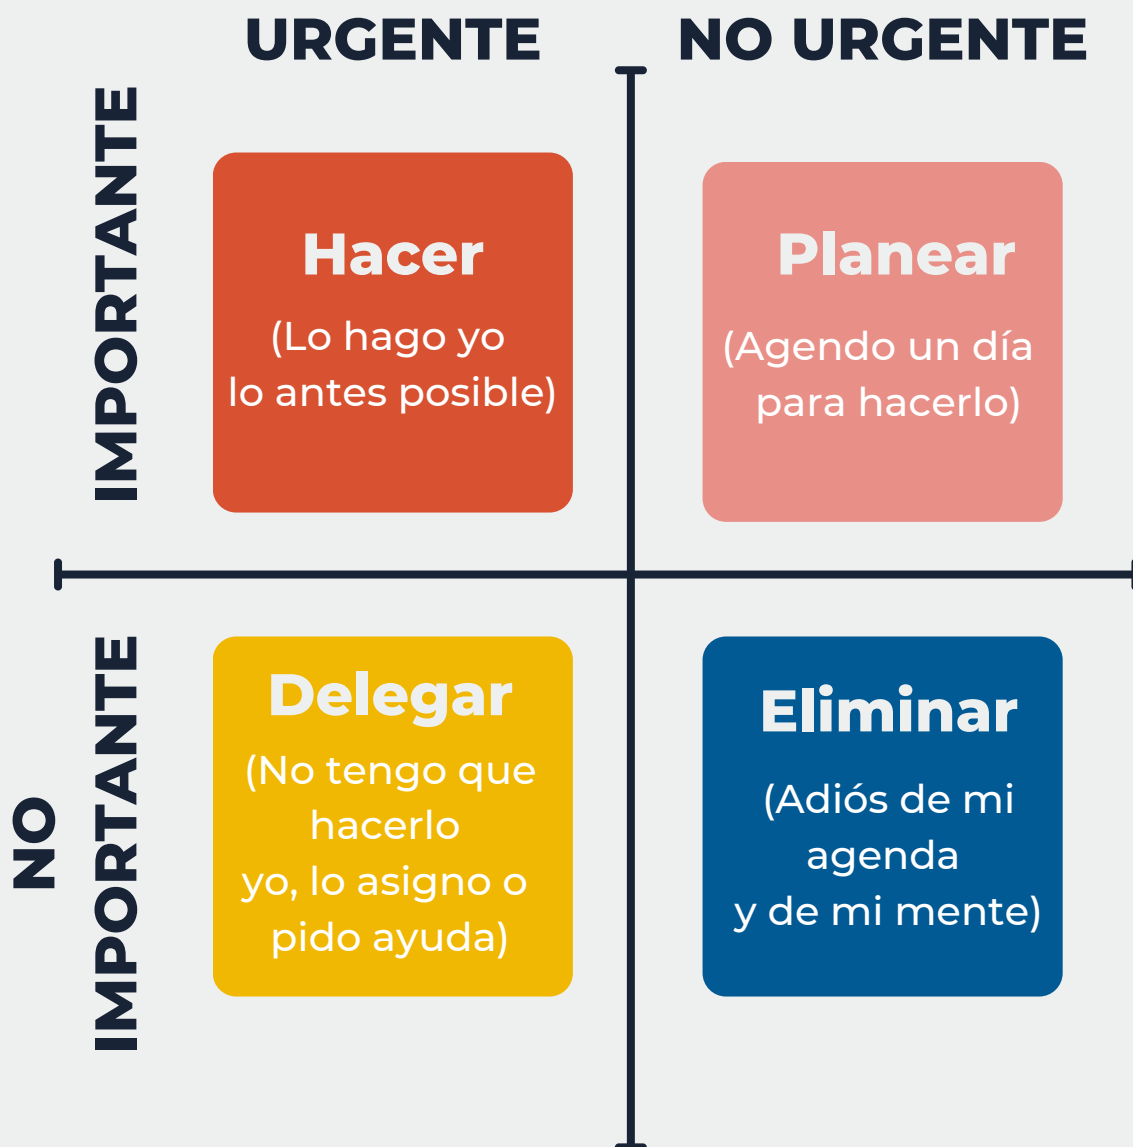 URGENTE
NO URGENTE
IMPORTANTE
Hacer
(Lo hago yo
lo antes posible)
Planear
(Agendo un día
para hacerlo)
NO
IMPORTANTE
Delegar
(No tengo que
hacerlo
yo, lo asigno o
pido ayuda)
Eliminar
(Adiós de mi
agenda
y de mi mente)